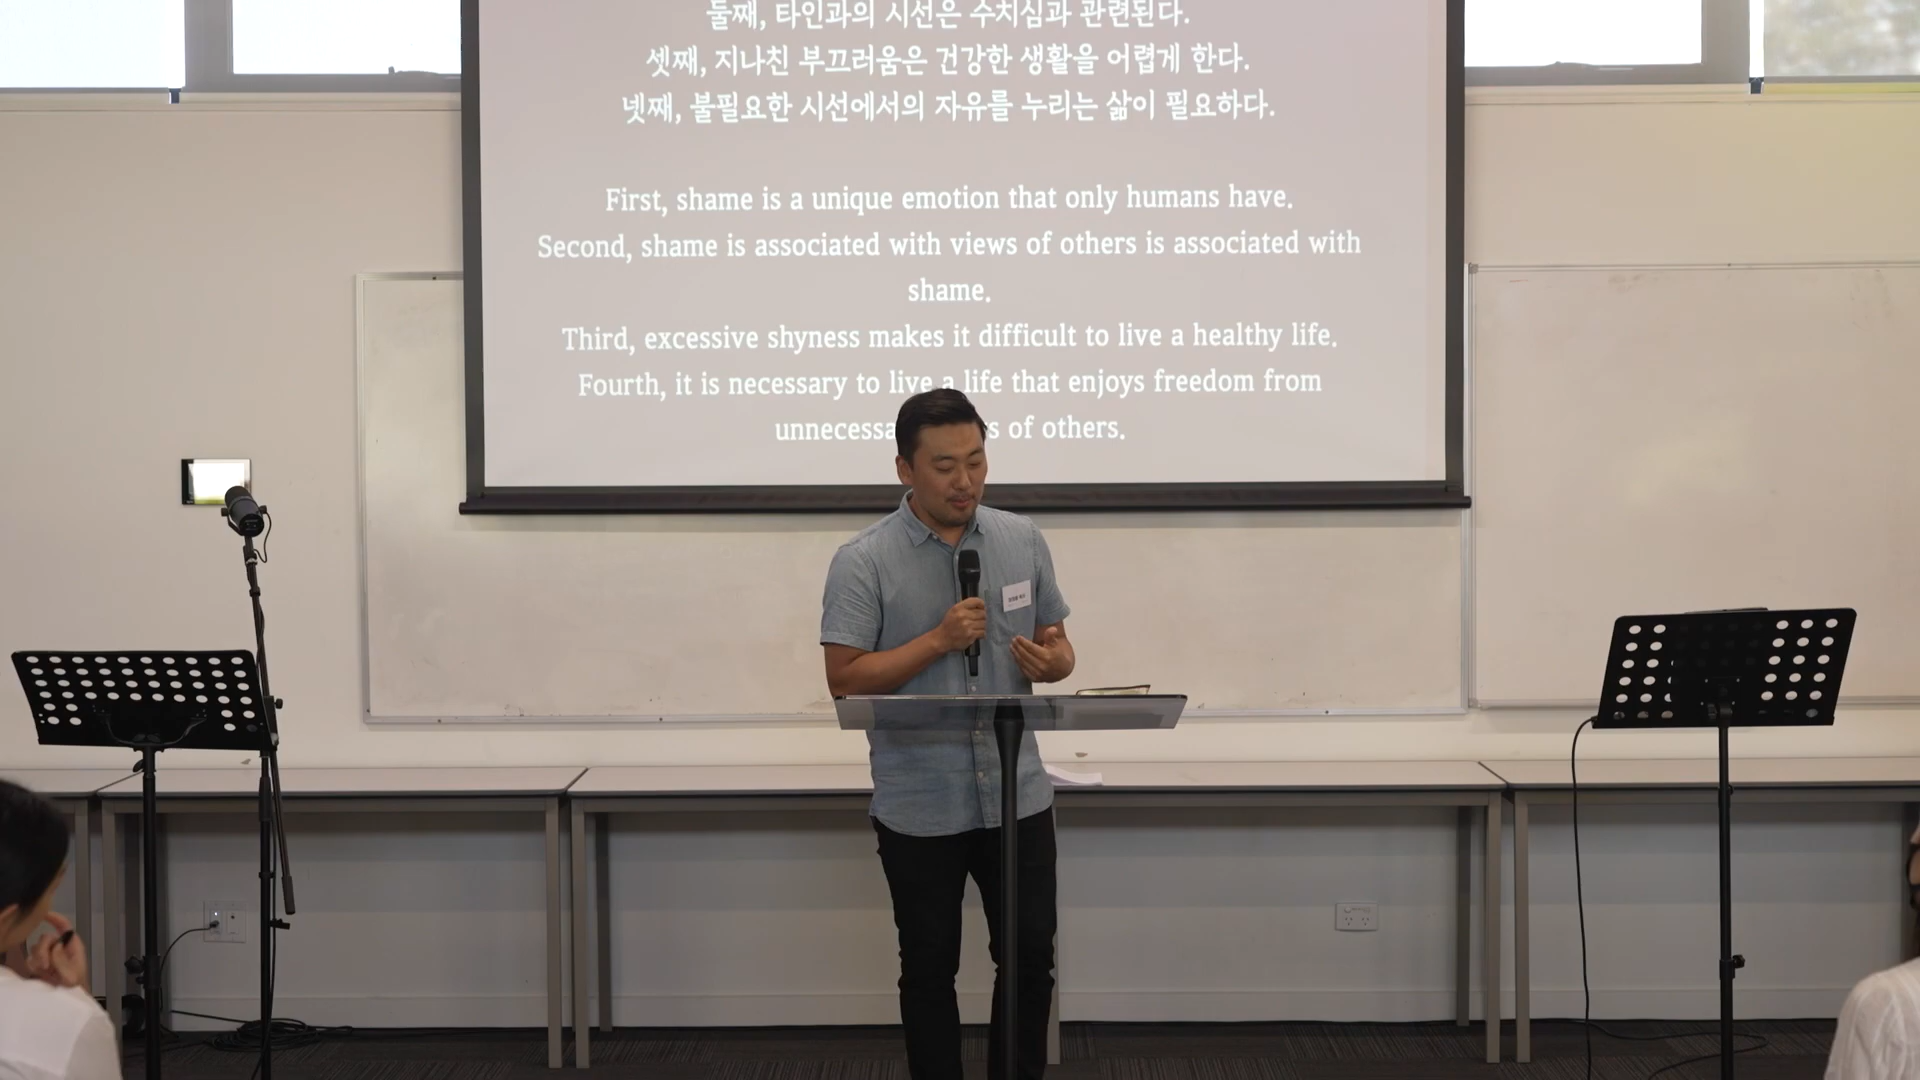 둘째, 타인과의 시선은 수치심과 관련된다.
셋째, 지나친 부끄러움은 건강한 생활을 어렵게 한다.
넷째, 불필요한 시선에서의 자유를 누리는 삶이 필요하다.
First, shame is a unique emotion that only humans have.
Second, shame is associated with views of others is associated with
shame.
Third, excessive shyness makes it difficult to live a healthy life.
Fourth, it is necessary to live a life that enjoys freedom from
of others.